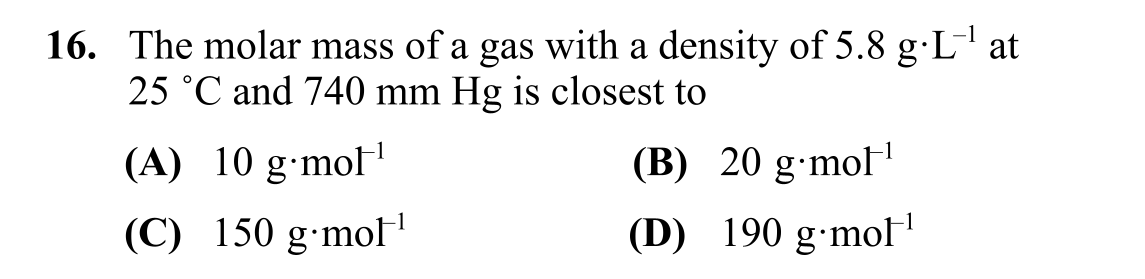 16. The molar mass of a gas with a density of 5.8 g·L⁻¹ at
25 ˚C and 740 mm Hg is closest to
(A) 10 g·mol⁻¹ (B) 20 g·mol⁻¹
(C) 150 g·mol⁻¹ (D) 190 g·mol⁻¹